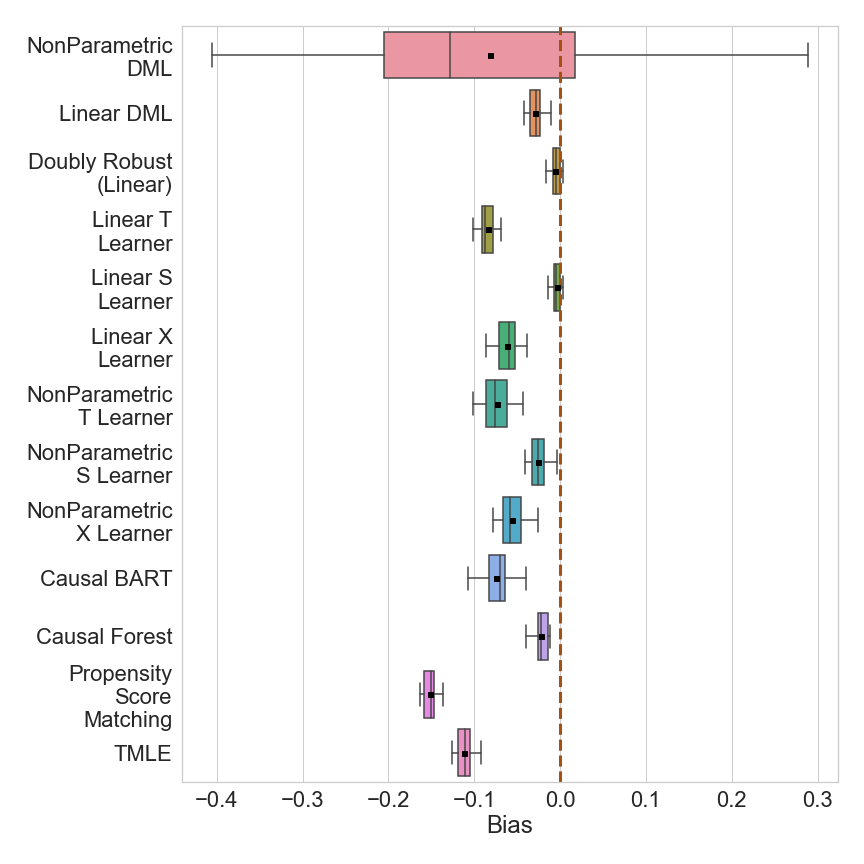 NonParametric
DML
Linear DML
Doubly Robust
(Linear)
Linear T
Learner
Linear S
Learner
Linear X
Learner
NonParametric
T Learner
NonParametric
S Learner
NonParametric
X Learner
Causal BART
Causal Forest
Propensity
Score
Matching
TMLE
−0.4 −0.3 −0.2 −0.1 0.0 0.1 0.2 0.3
Bias